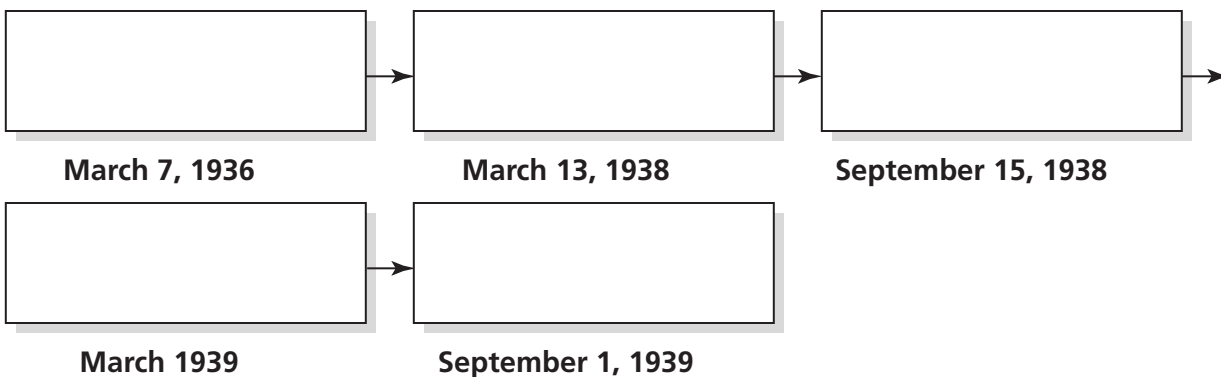 March 7, 1936 March 13, 1938 September 15, 1938
March 1939 September 1, 1939